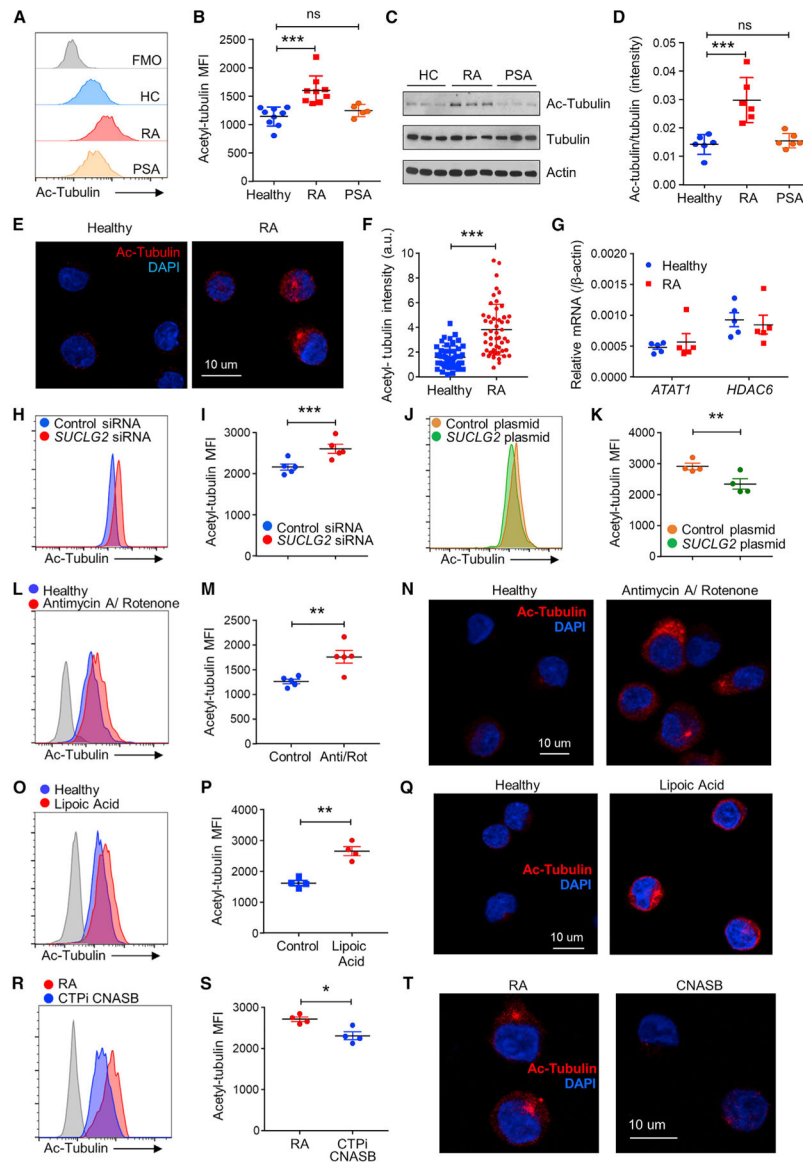 A
FMO
HC
RA
PSA
Ac-Tubulin
B
ns
***
Acetyl-tubulin MFI
2500
2000
1500
1000
500
0
Healthy
RA
PSA
C
HC RA PSA
Ac-Tubulin
Tubulin
Actin
D
ns
***
Ac-tubulin/tubulin (intensity)
0.05
0.04
0.03
0.02
0.01
0.00
Healthy
RA
PSA
E
Healthy
RA
Ac-Tubulin
DAPI
10 um
F
***
Acetyl- tubulin intensity (a.u.)
10
8
6
4
2
0
Healthy
RA
G
Healthy
RA
Relative mRNA (/β-actin)
0.0015
0.0010
0.0005
0.0000
ATAT1
HDAC6
H
Control siRNA
SUCLG2 siRNA
Ac-Tubulin
I
***
Acetyl-tubulin MFI
3000
2000
1000
0
Control siRNA
SUCLG2 siRNA
J
Control plasmid
SUCLG2 plasmid
Ac-Tubulin
K
**
Acetyl-tubulin MFI
4000
3000
2000
1000
0
Control plasmid
SUCLG2 plasmid
L
Healthy
Antimycin A/ Rotenone
Ac-Tubulin
M
**
Acetyl-tubulin MFI
2500
2000
1500
1000
500
0
Control Anti/Rot
N
Healthy
Antimycin A/ Rotenone
Ac-Tubulin
DAPI
10 um
O
Healthy
Lipoic Acid
Ac-Tubulin
P
**
Acetyl-tubulin MFI
4000
3000
2000
1000
0
Control Lipoic
Acid
Q
Healthy
Lipoic Acid
Ac-Tubulin
DAPI
10 um
R
RA
CTPi CNASB
Ac-Tubulin
S
*
Acetyl-tubulin MFI
3000
2000
1000
0
RA CTPi
CNASB
T
RA
CNASB
Ac-Tubulin
DAPI
10 um